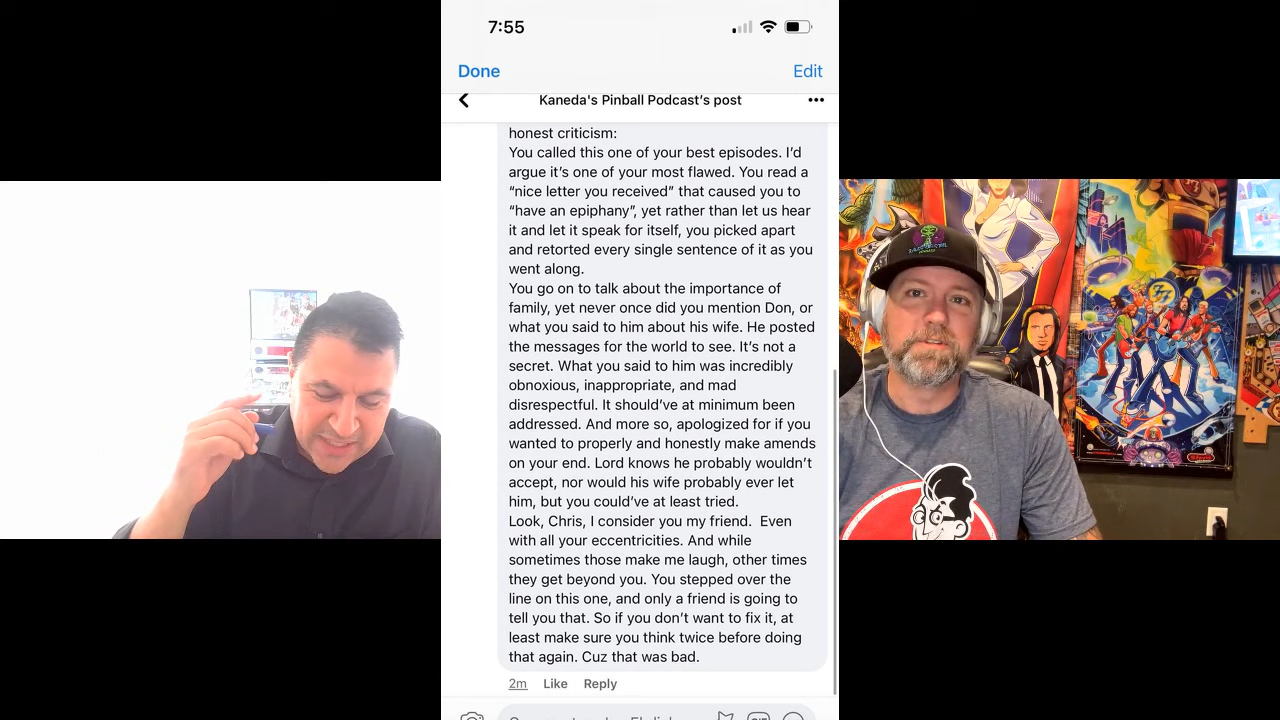 7:55
Done
Edit
Kaneda's Pinball Podcast's post
honest criticism:
You called this one of your best episodes. I'd
argue it's one of your most flawed. You read a
“nice letter you received” that caused you to
“have an epiphany”, yet rather than let us hear
it and let it speak for itself, you picked apart
and retorted every single sentence of it as you
went along.
You go on to talk about the importance of
family, yet never once did you mention Don, or
what you said to him about his wife. He posted
the messages for the world to see. It's not a
secret. What you said to him was incredibly
obnoxious, inappropriate, and mad
disrespectful. It should've at minimum been
addressed. And more so, apologized for if you
wanted to properly and honestly make amends
on your end. Lord knows he probably wouldn't
accept, nor would his wife probably ever let
him, but you could've at least tried.
Look, Chris, I consider you my friend.  Even
with all your eccentricities. And while
sometimes those make me laugh, other times
they get beyond you. You stepped over the
line on this one, and only a friend is going to
tell you that. So if you don't want to fix it, at
least make sure you think twice before doing
that again. Cuz that was bad.
2m
Like
Reply